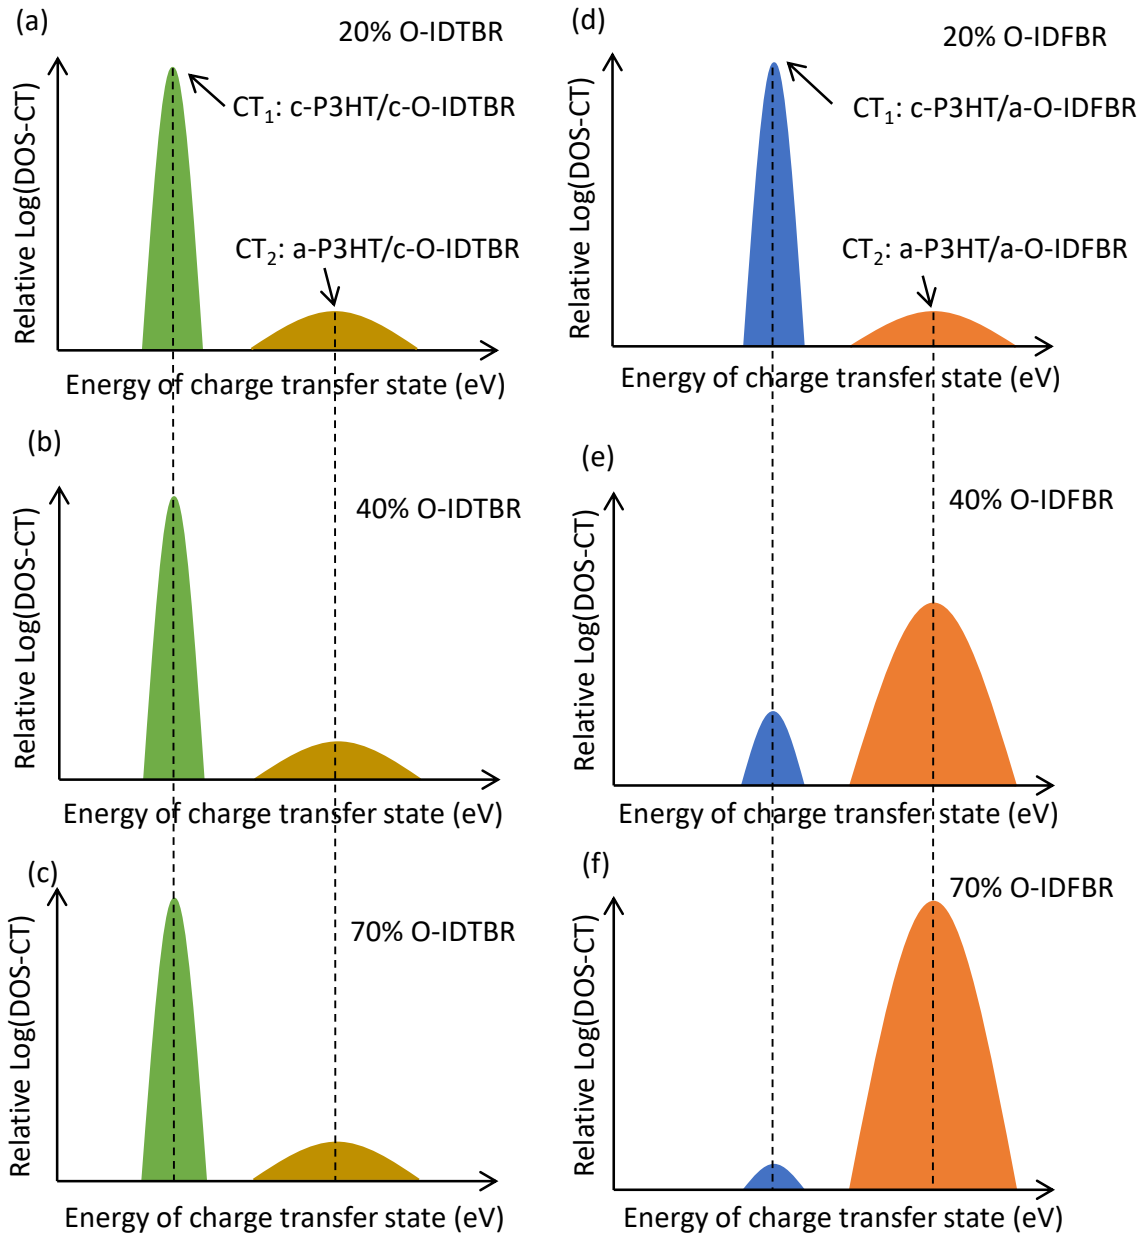 (a)
20% O-IDTBR
CT₁: c-P3HT/c-O-IDTBR
CT₂: a-P3HT/c-O-IDTBR
Relative Log(DOS-CT)
Energy of charge transfer state (eV)
(d)
20% O-IDFBR
CT₁: c-P3HT/a-O-IDFBR
CT₂: a-P3HT/a-O-IDFBR
Relative Log(DOS-CT)
Energy of charge transfer state (eV)
(b)
40% O-IDTBR
Relative Log(DOS-CT)
Energy of charge transfer state (eV)
(e)
40% O-IDFBR
Relative Log(DOS-CT)
Energy of charge transfer state (eV)
(c)
70% O-IDTBR
Relative Log(DOS-CT)
Energy of charge transfer state (eV)
(f)
70% O-IDFBR
Relative Log(DOS-CT)
Energy of charge transfer state (eV)